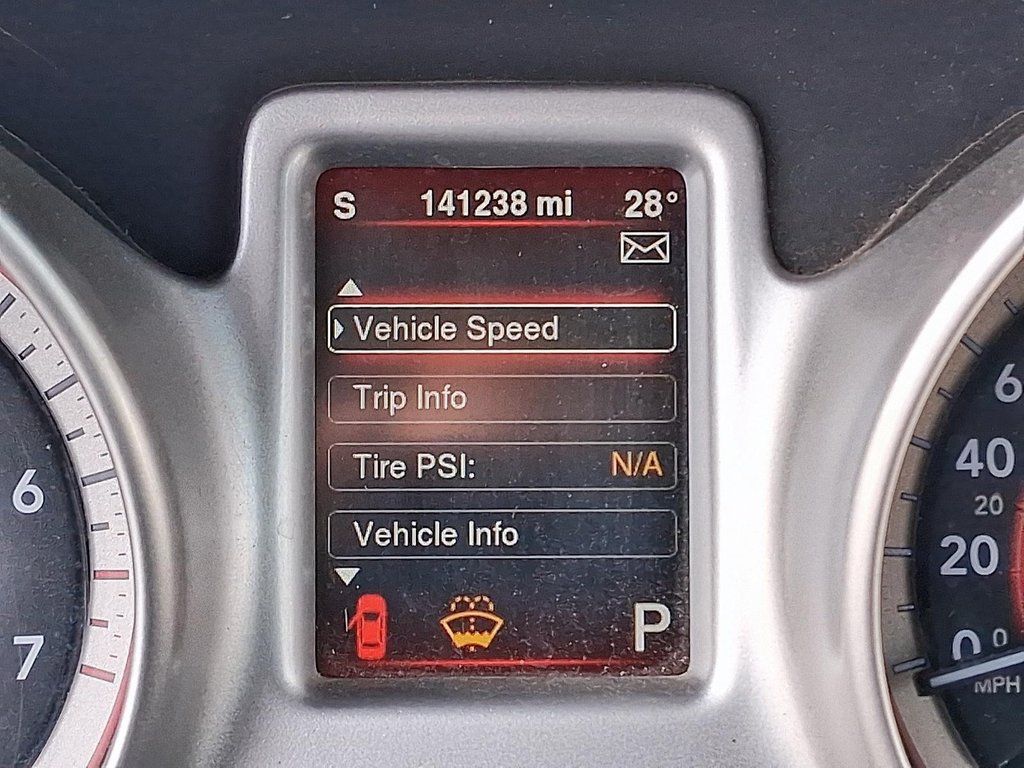 S 141238 mi 28°
Vehicle Speed
Trip Info
Tire PSI: N/A
Vehicle Info
P
6
7
6
40
20
20
0
0
MPH